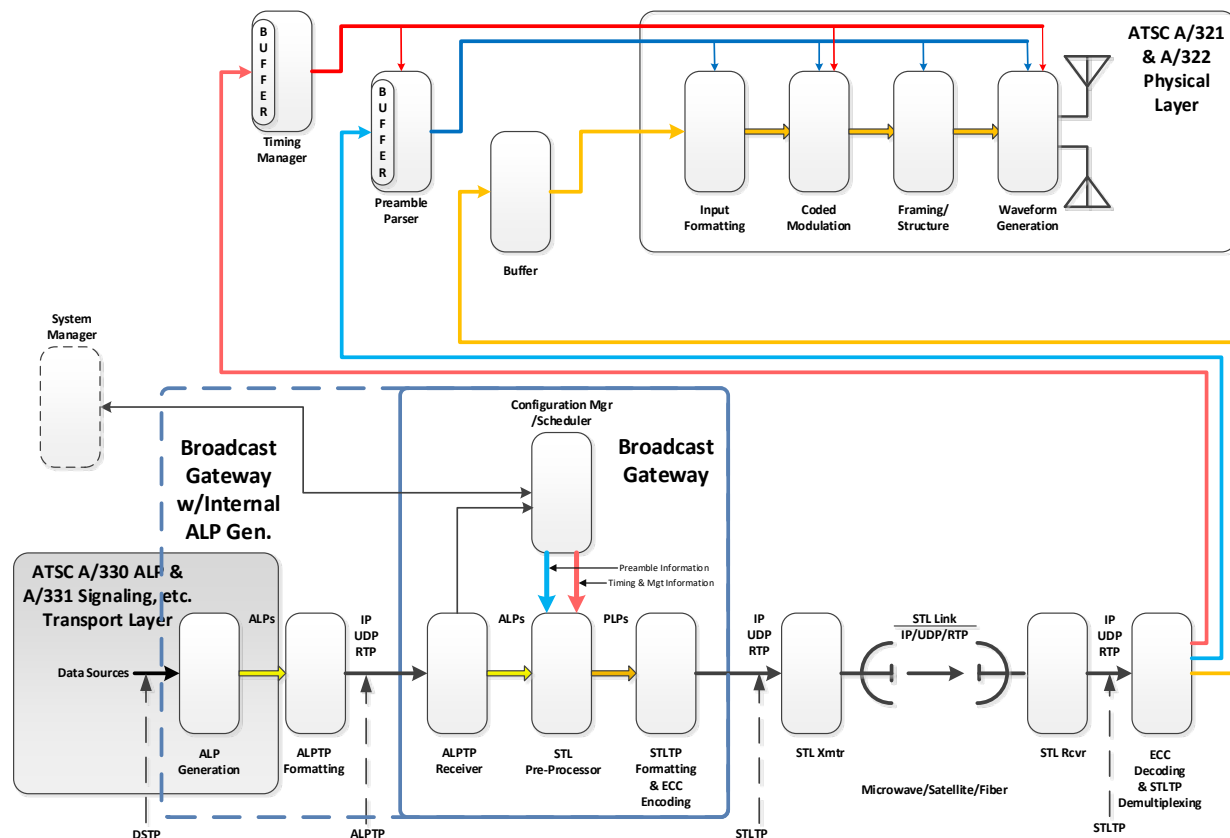 ATSC A/321
& A/322
Physical
Layer
BUFFER
Timing
Manager
BUFFER
Preamble
Parser
Buffer
Input
Formatting
Coded
Modulation
Framing/
Structure
Waveform
Generation
System
Manager
Configuration Mgr
/Scheduler
Broadcast
Gateway
w/Internal
ALP Gen.
Broadcast
Gateway
Preamble Information
Timing & Mgt Information
ATSC A/330 ALP &
A/331 Signaling, etc.
Transport Layer
Data Sources
ALPs
IP
UDP
RTP
ALPs
PLPs
IP
UDP
RTP
STL Link
IP/UDP/RTP
IP
UDP
RTP
ALP
Generation
ALPTP
Formatting
ALPTP
Receiver
STL
Pre-Processor
STLTP
Formatting
& ECC
Encoding
STL Xmtr
Microwave/Satellite/Fiber
STL Rcvr
ECC
Decoding
& STLTP
Demultiplexing
DSTP
ALPTP
STLTP
STLTP